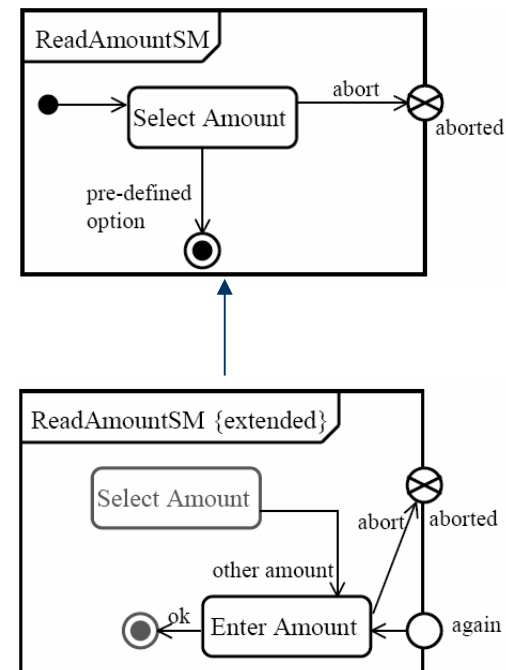 ReadAmountSM
abort
Select Amount
aborted
pre-defined
option
ReadAmountSM {extended}
Select Amount
abort
aborted
other amount
ok
Enter Amount
again